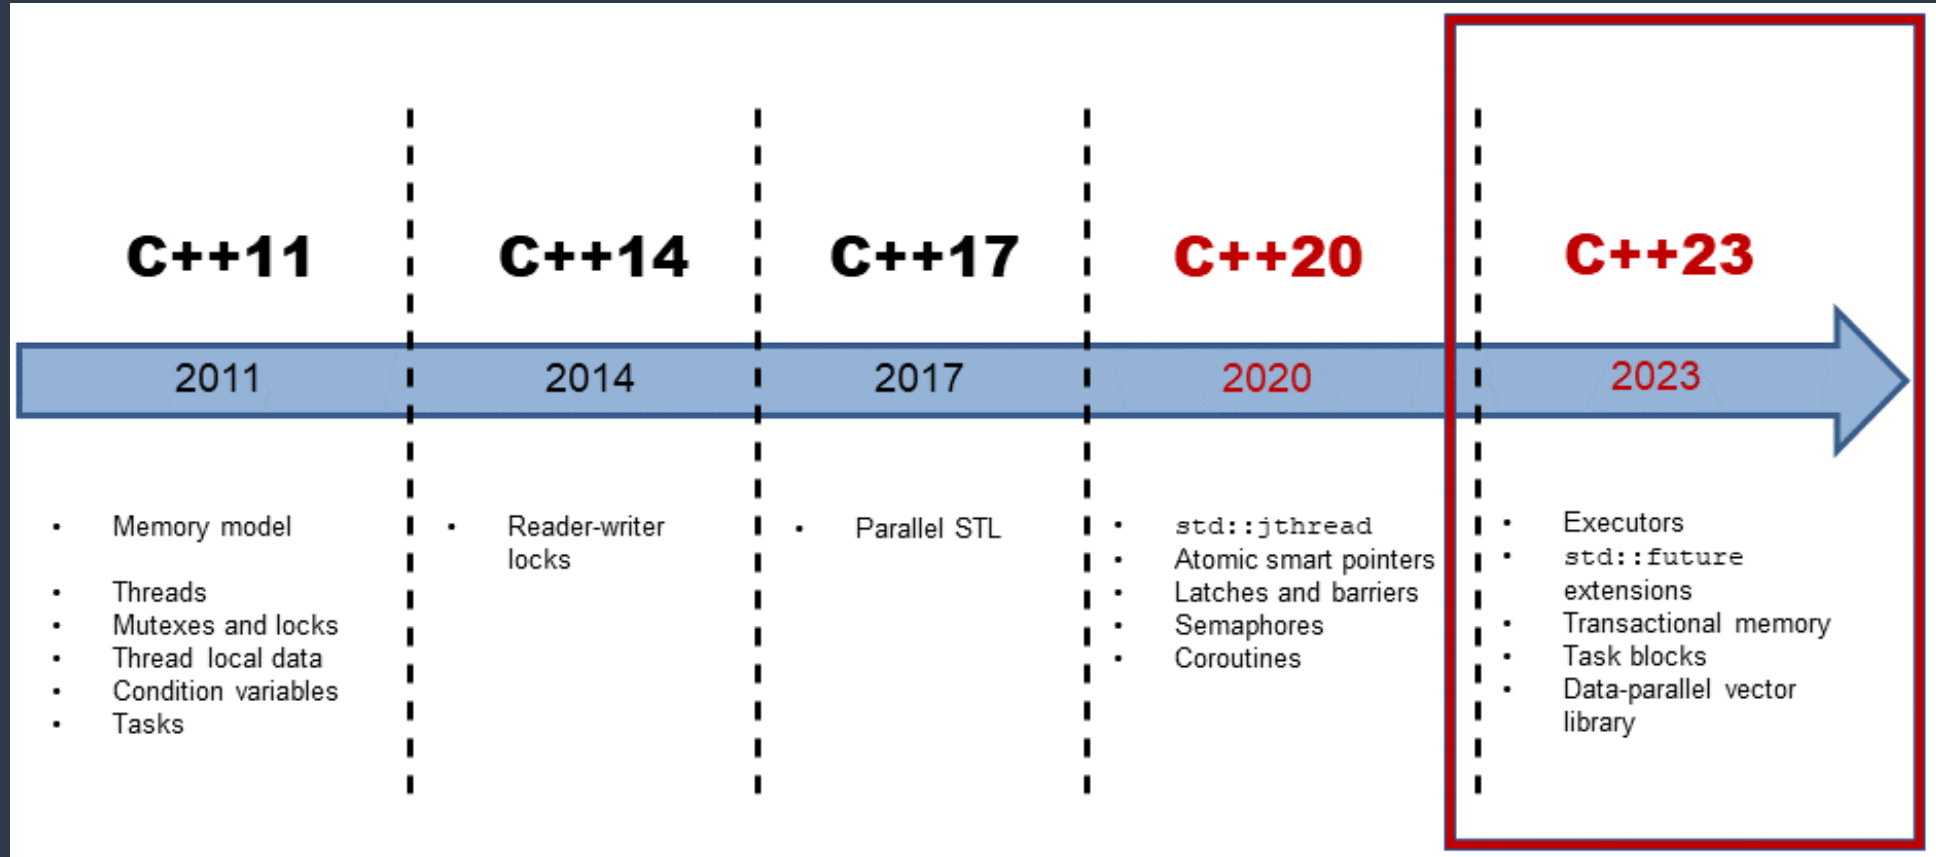 C++11
C++14
C++17
C++20
C++23
2011
2014
2017
2020
2023
• Memory model
• Threads
• Mutexes and locks
• Thread local data
• Condition variables
• Tasks
• Reader-writer
locks
• Parallel STL
• std::jthread
• Atomic smart pointers
• Latches and barriers
• Semaphores
• Coroutines
• Executors
• std::future
extensions
• Transactional memory
• Task blocks
• Data-parallel vector
library